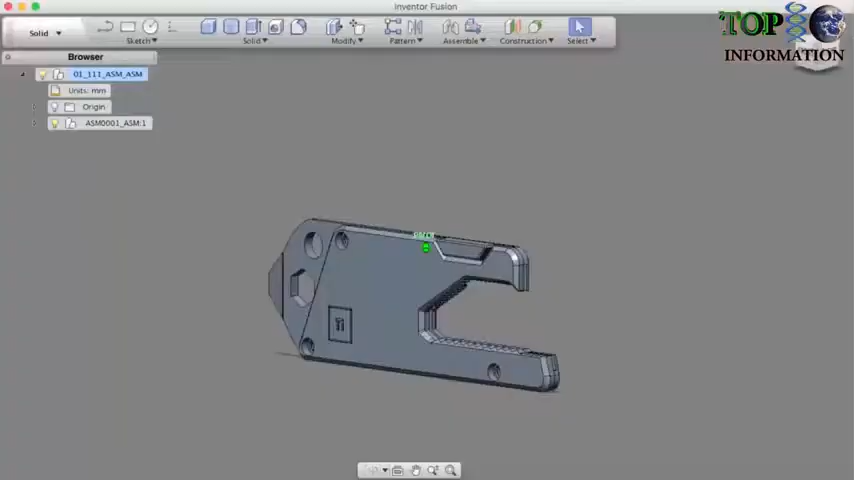 Inventor Fusion
TOP
INFORMATION
Solid
Sketch
Solid
Modify
Pattern
Assemble
Construction
Select
Browser
01_111_ASM_ASM
Units: mm
Origin
ASM0001_ASM:1